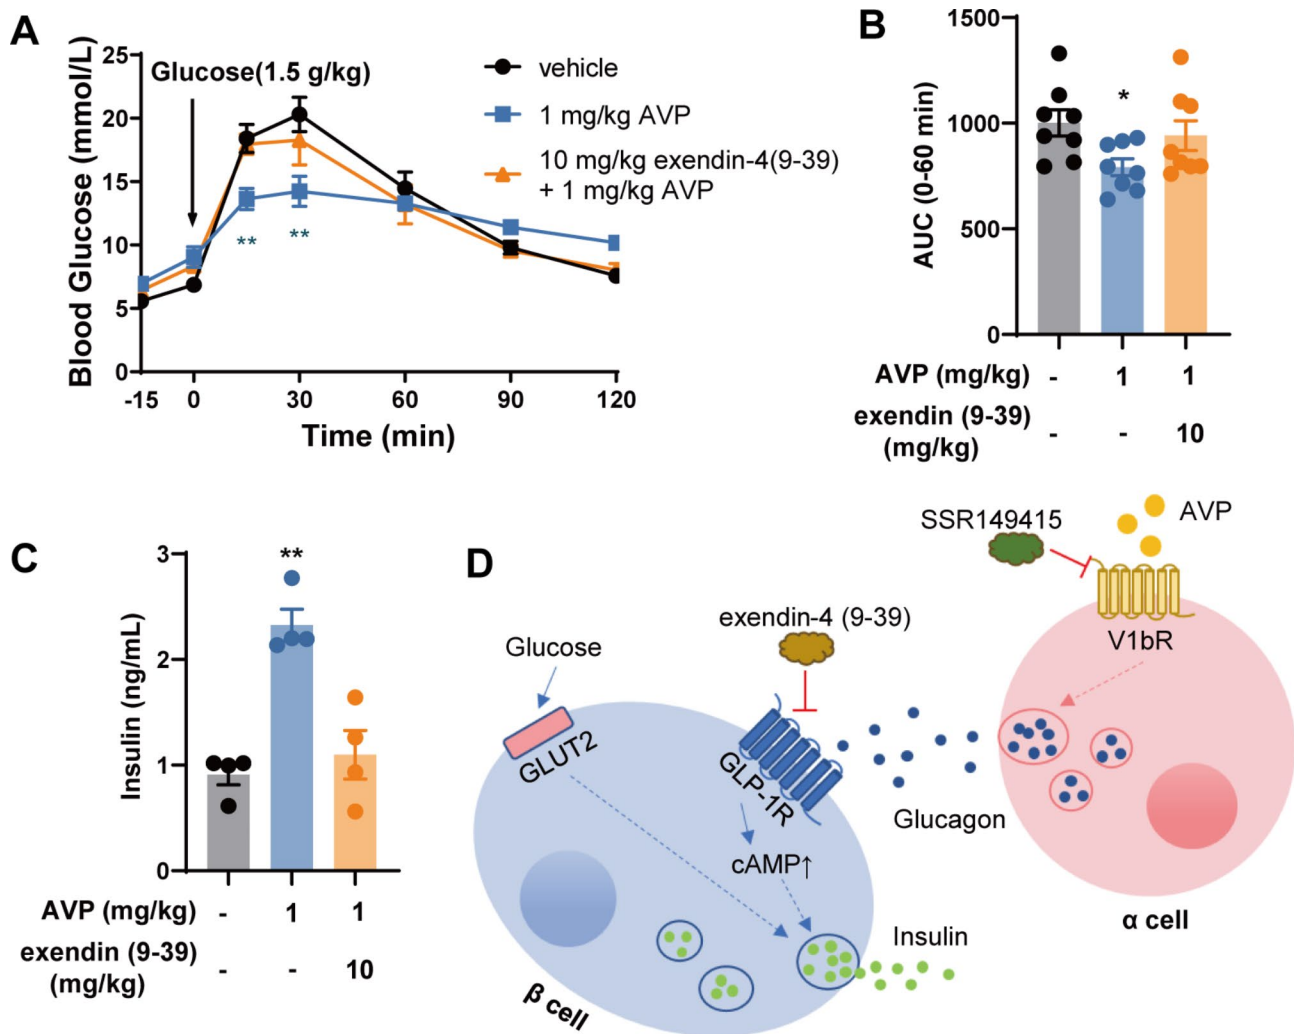 A
Blood Glucose (mmol/L)
25
20
15
10
5
0
Glucose(1.5 g/kg)
vehicle
1 mg/kg AVP
10 mg/kg exendin-4(9-39)
+ 1 mg/kg AVP
**
**
-15
0
30
60
90
120
Time (min)
B
AUC (0-60 min)
1500
1000
500
0
*
AVP (mg/kg) - 1 1
exendin (9-39) - - 10
(mg/kg)
C
Insulin (ng/mL)
3
2
1
0
**
AVP (mg/kg) - 1 1
exendin (9-39) - - 10
(mg/kg)
D
SSR149415
AVP
V1bR
exendin-4 (9-39)
Glucose
GLUT2
GLP-1R
cAMP↑
Glucagon
α cell
Insulin
β cell